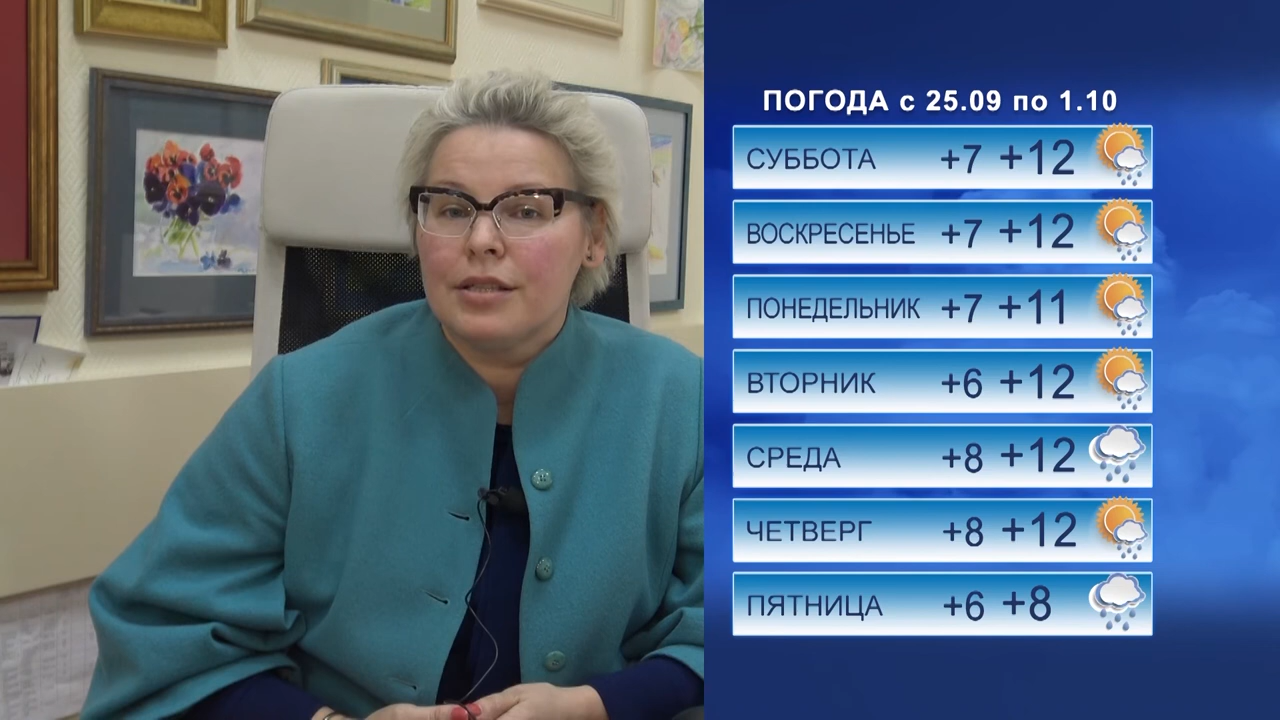 ПОГОДА с 25.09 по 1.10
СУББОТА +7 +12
ВОСКРЕСЕНЬЕ +7 +12
ПОНЕДЕЛЬНИК +7 +11
ВТОРНИК +6 +12
СРЕДА +8 +12
ЧЕТВЕРГ +8 +12
ПЯТНИЦА +6 +8